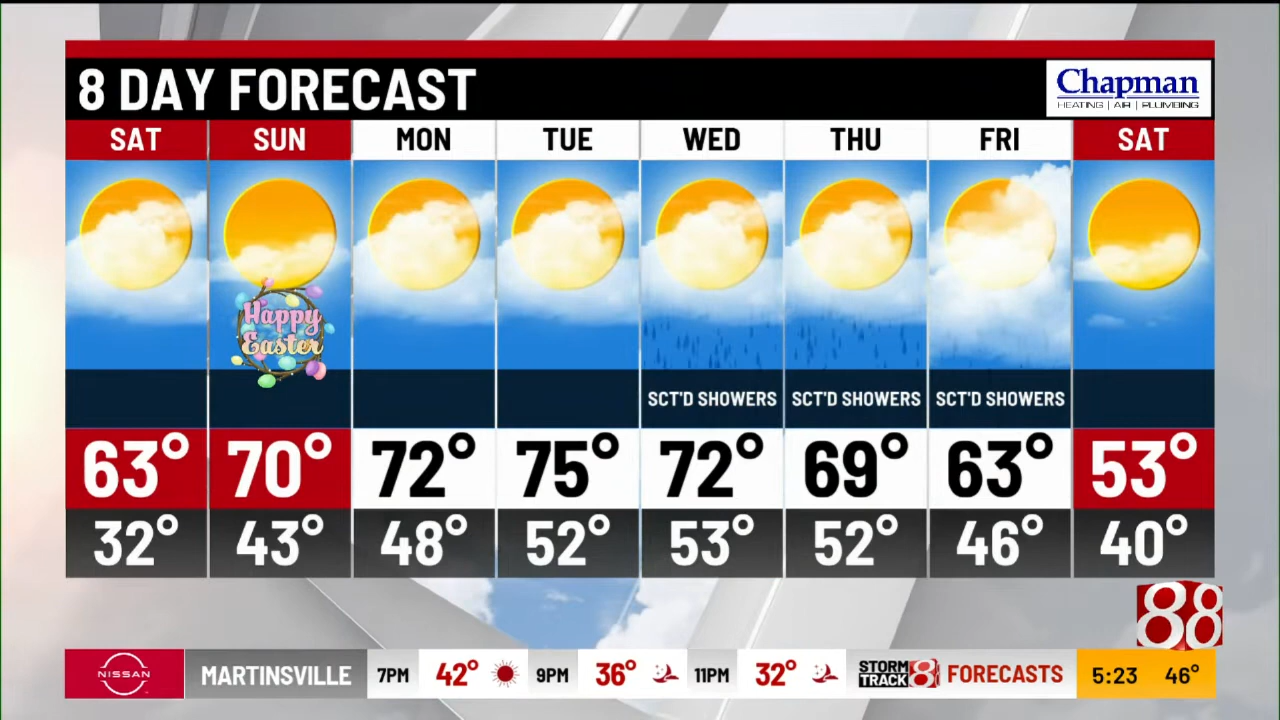 8 DAY FORECAST
Chapman
HEATING | AIR | PLUMBING
SAT SUN MON TUE WED THU FRI SAT
Happy
Easter
SCT'D SHOWERS SCT'D SHOWERS SCT'D SHOWERS
63° 70° 72° 75° 72° 69° 63° 53°
32° 43° 48° 52° 53° 52° 46° 40°
88
NISSAN MARTINSVILLE 7PM 42° 9PM 36° 11PM 32° STORM TRACK 8 FORECASTS 5:23 46°